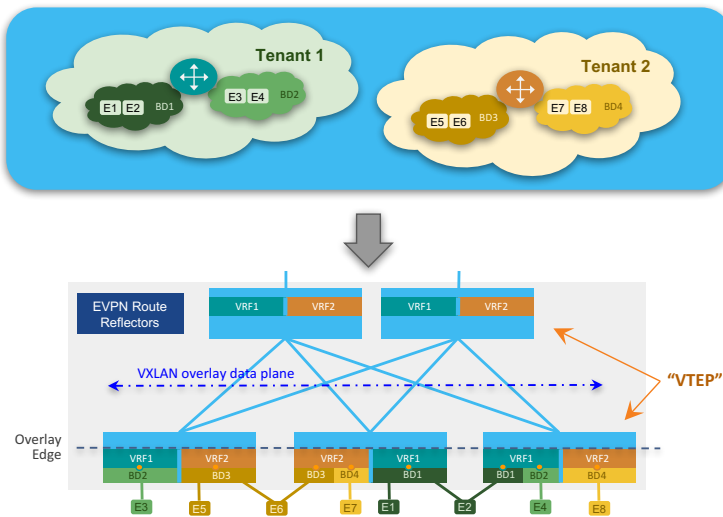 Tenant 1
Tenant 2
E1 E2 BD1
E3 E4 BD2
E5 E6 BD3
E7 E8 BD4
EVPN Route
Reflectors
VRF1 VRF2
VRF1 VRF2
VXLAN overlay data plane
“VTEP”
Overlay
Edge
VRF1 VRF2
BD2 BD3
VRF2 VRF1
BD3 BD4 BD1
VRF1 VRF2
BD1 BD2 BD4
E3 E5 E6 E7 E1 E2 E4 E8